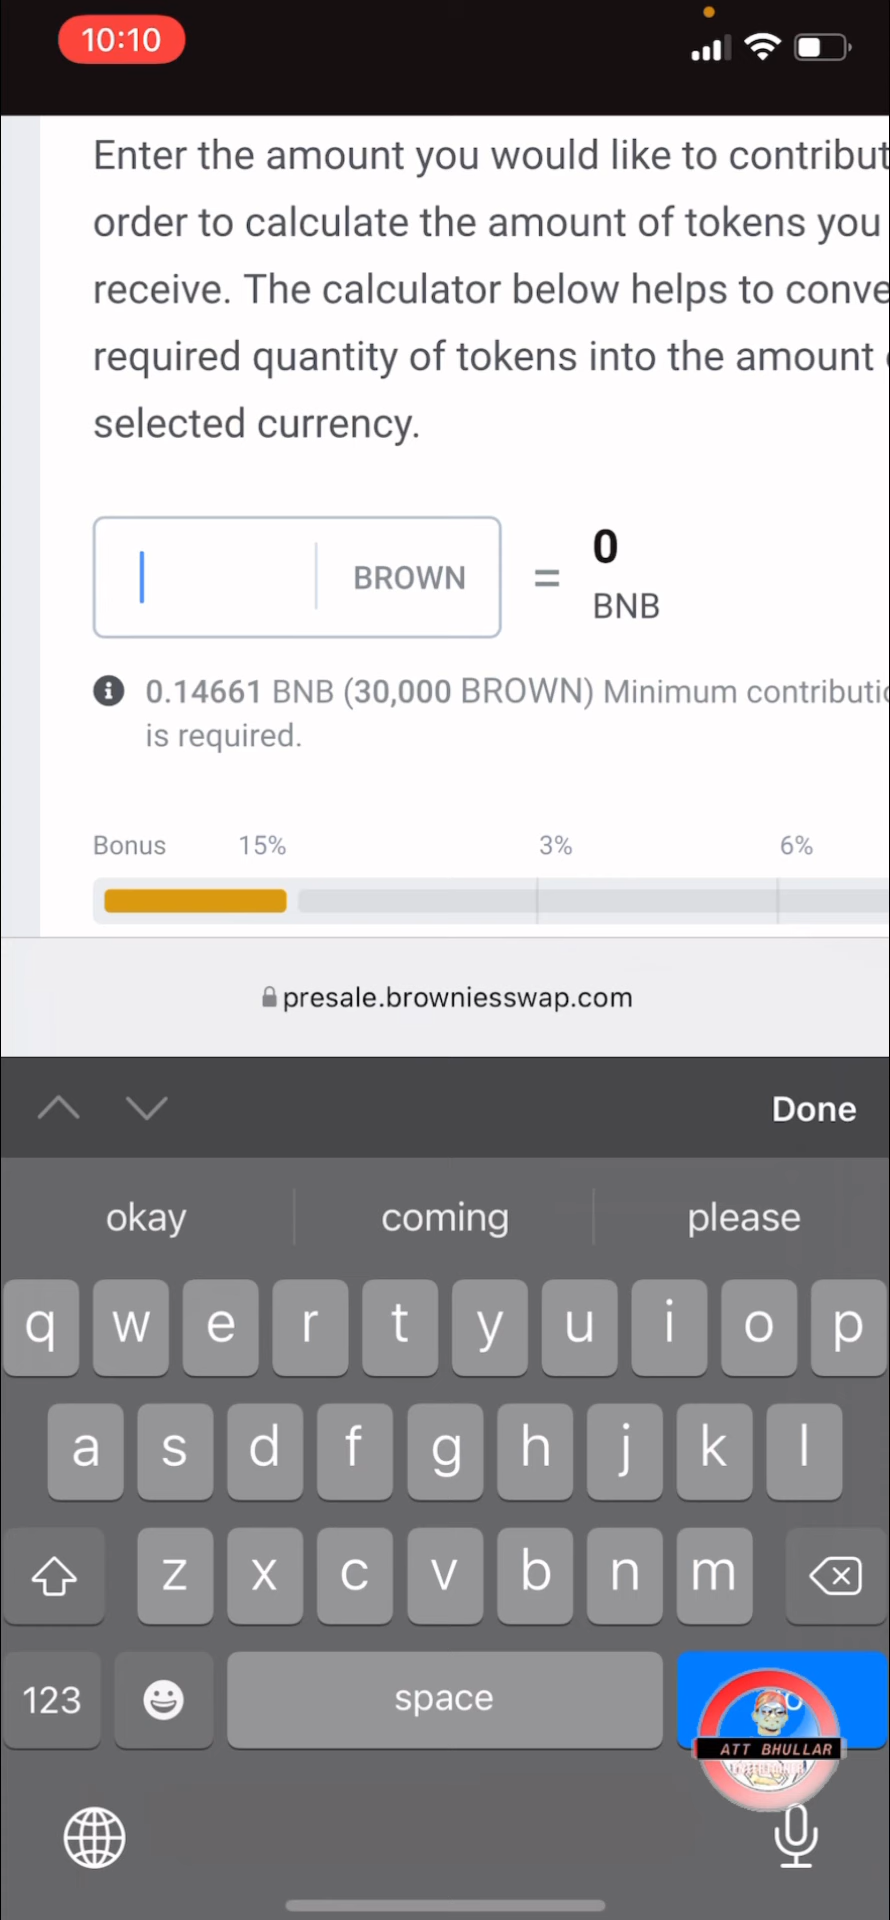 10:10
Enter the amount you would like to contribut
order to calculate the amount of tokens you
receive. The calculator below helps to conve
required quantity of tokens into the amount
selected currency.
BROWN = 0
BNB
0.14661 BNB (30,000 BROWN) Minimum contributio
is required.
Bonus 15% 3% 6%
presale.browniesswap.com
Done
okay coming please
q w e r t y u i o p
a s d f g h j k l
z x c v b n m
123 space
ATT BHULLAR